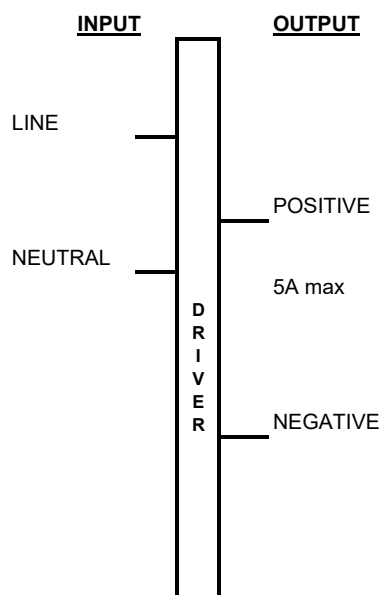 INPUT
OUTPUT
LINE
POSITIVE
NEUTRAL
5A max
D
R
I
V
E
R
NEGATIVE